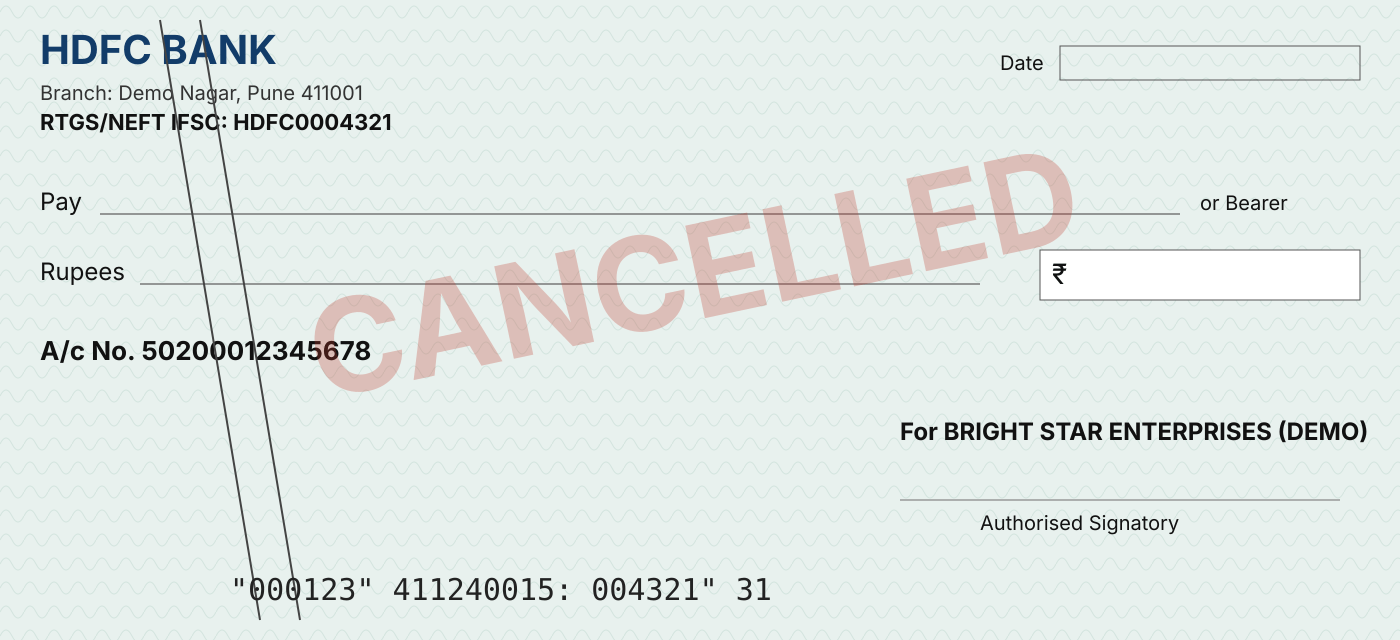 HDFC BANK
Date
Branch: Demo Nagar, Pune 411001
RTGS/NEFT IFSC: HDFC0004321
Pay
or Bearer
Rupees
₹
CANCELLED
A/c No. 50200012345678
For BRIGHT STAR ENTERPRISES (DEMO)
Authorised Signatory
"000123" 411240015: 004321" 31